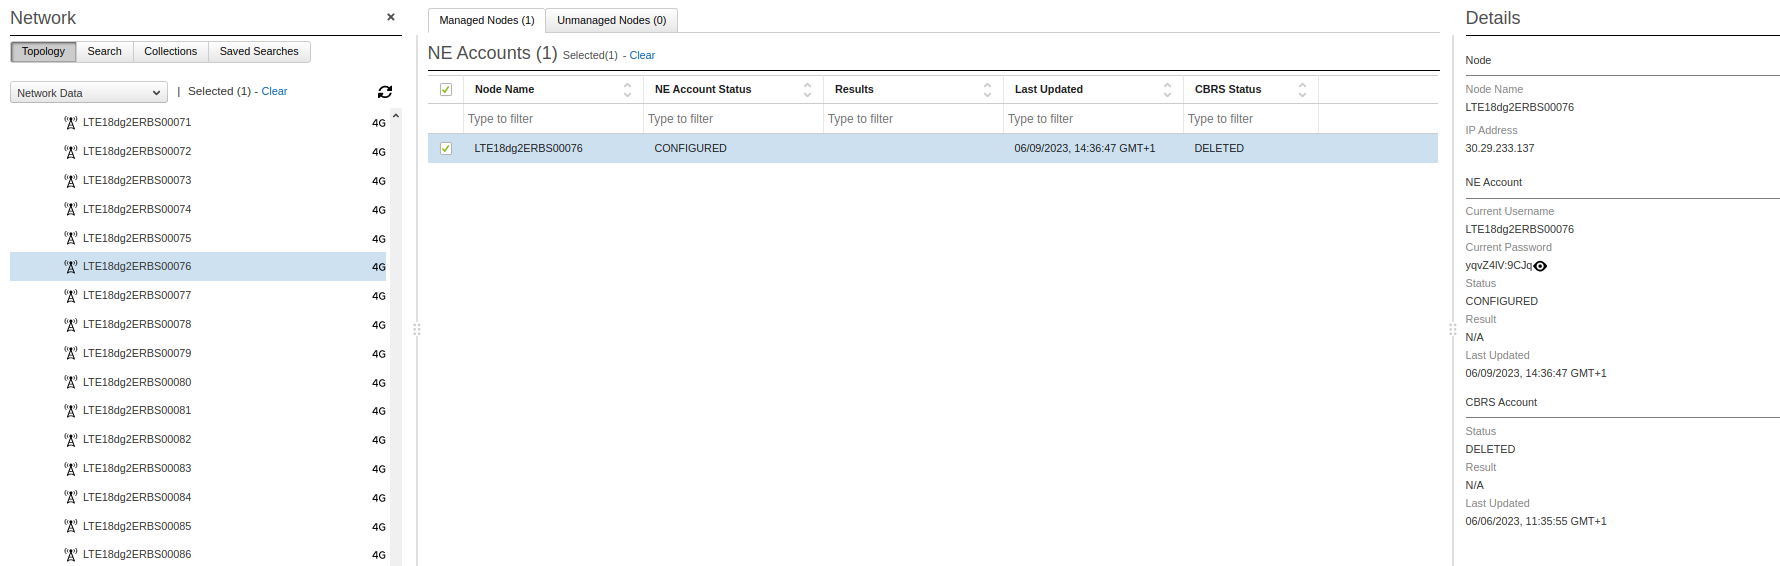 Network
Topology Search Collections Saved Searches
Network Data | Selected (1) - Clear
LTE18dg2ERBS00071 4G
LTE18dg2ERBS00072 4G
LTE18dg2ERBS00073 4G
LTE18dg2ERBS00074 4G
LTE18dg2ERBS00075 4G
LTE18dg2ERBS00076 4G
LTE18dg2ERBS00077 4G
LTE18dg2ERBS00078 4G
LTE18dg2ERBS00079 4G
LTE18dg2ERBS00080 4G
LTE18dg2ERBS00081 4G
LTE18dg2ERBS00082 4G
LTE18dg2ERBS00083 4G
LTE18dg2ERBS00084 4G
LTE18dg2ERBS00085 4G
LTE18dg2ERBS00086 4G
Managed Nodes (1) Unmanaged Nodes (0)
NE Accounts (1) Selected(1) - Clear
Node Name NE Account Status Results Last Updated CBRS Status
Type to filter Type to filter Type to filter Type to filter Type to filter
LTE18dg2ERBS00076 CONFIGURED 06/09/2023, 14:36:47 GMT+1 DELETED
Details
Node
Node Name
LTE18dg2ERBS00076
IP Address
30.29.233.137
NE Account
Current Username
LTE18dg2ERBS00076
Current Password
yqvZ4lV:9CJq
Status
CONFIGURED
Result
N/A
Last Updated
06/09/2023, 14:36:47 GMT+1
CBRS Account
Status
DELETED
Result
N/A
Last Updated
06/06/2023, 11:35:55 GMT+1